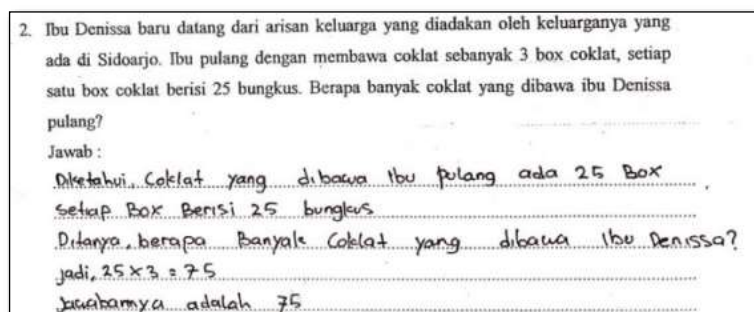 2. Ibu Denissa baru datang dari arisan keluarga yang diadakan oleh keluarganya yang
ada di Sidoarjo. Ibu pulang dengan membawa coklat sebanyak 3 box coklat, setiap
satu box coklat berisi 25 bungkus. Berapa banyak coklat yang dibawa ibu Denissa
pulang?
Jawab :
Diketahui, Coklat yang dibawa Ibu pulang ada 25 Box
Setiap Box Berisi 25 bungkus
Ditanya, berapa Banyak Coklat yang dibawa Ibu Denissa?
jadi, 25 x 3 = 75
Jawabannya adalah 75